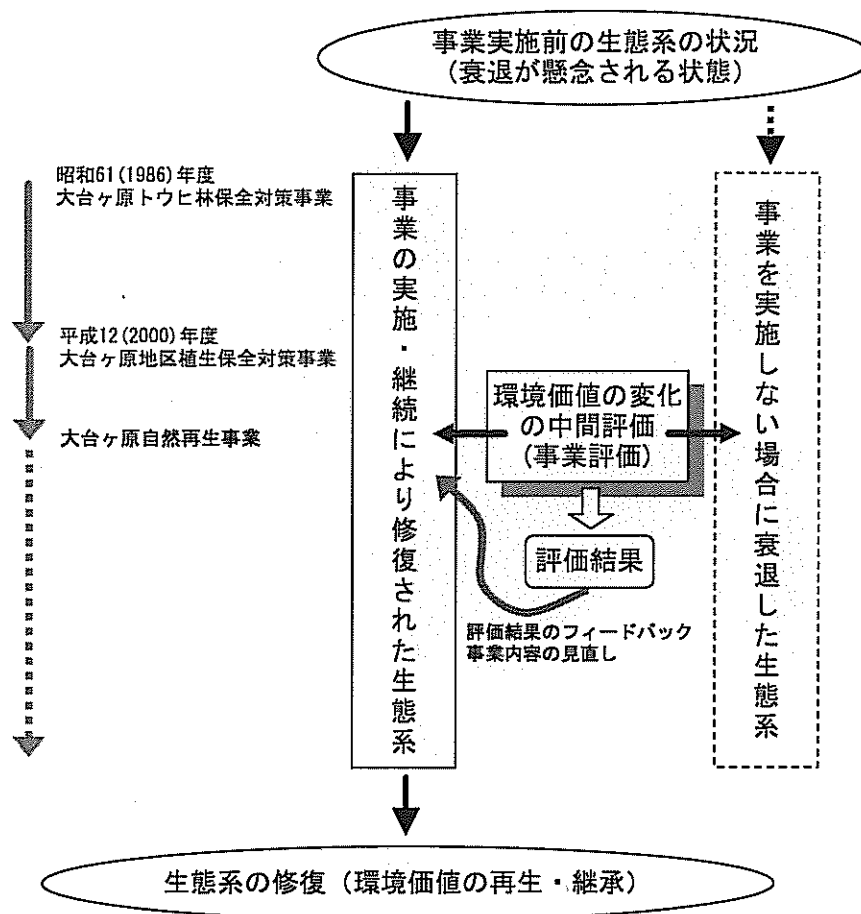 事業実施前の生態系の状況
(衰退が懸念される状態)
昭和61(1986)年度
大台ヶ原トウヒ林保全対策事業
平成12(2000)年度
大台ヶ原地区植生保全対策事業
大台ヶ原自然再生事業
事業の実施・継続により修復された生態系
環境価値の変化
の中間評価
(事業評価)
評価結果
評価結果のフィードバック
事業内容の見直し
事業を実施しない場合に衰退した生態系
生態系の修復(環境価値の再生・継承)